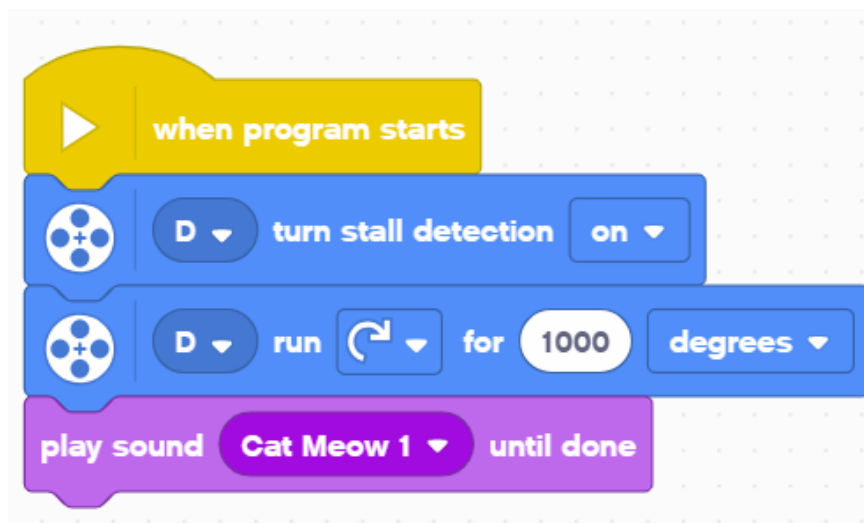 when program starts
D turn stall detection on
D run for 1000 degrees
play sound Cat Meow 1 until done